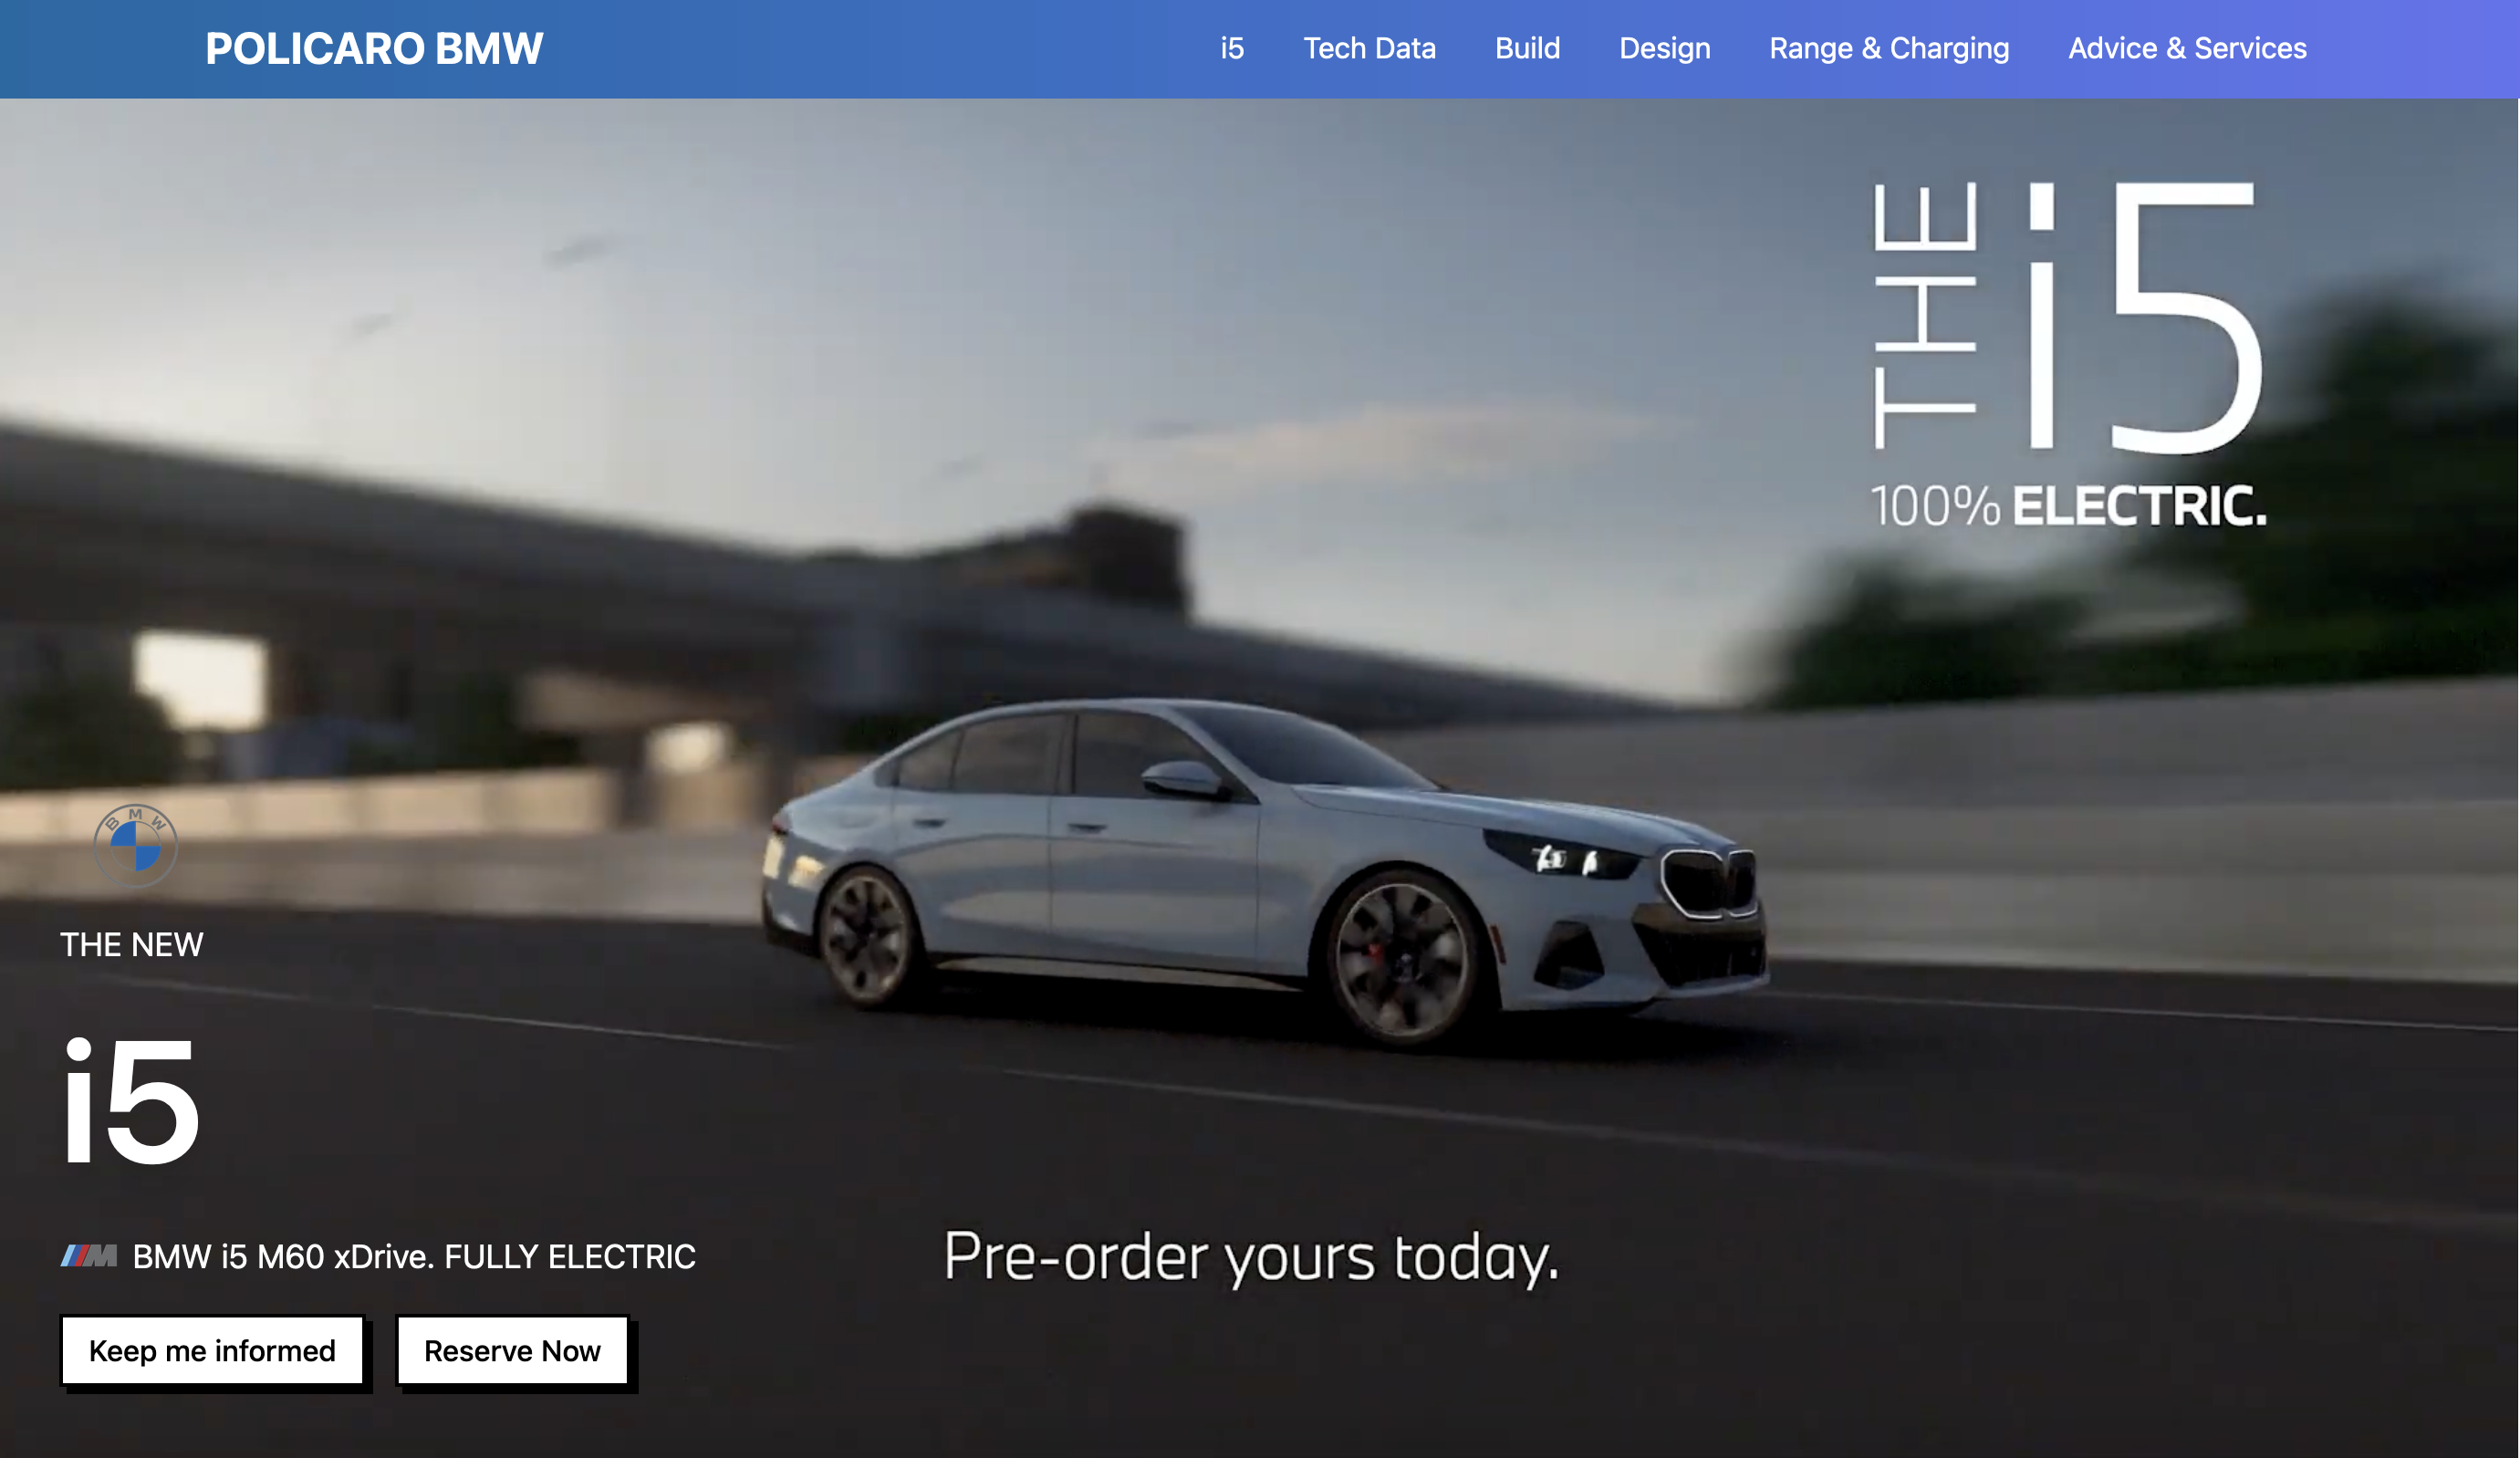 POLICARO BMW
i5 Tech Data Build Design Range & Charging Advice & Services
THE i5
100% ELECTRIC.
BMW
THE NEW
i5
M BMW i5 M60 xDrive. FULLY ELECTRIC
Pre-order yours today.
Keep me informed Reserve Now